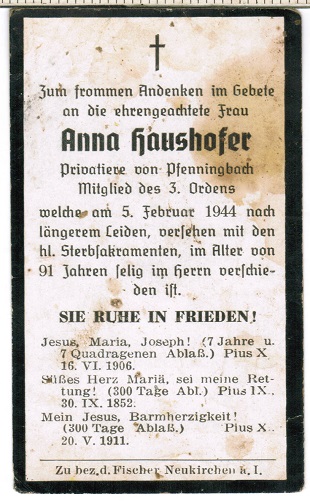 Zum frommen Andenken im Gebete
an die ehrengeachtete Frau
Anna Haushofer
Privatiere von Pfenningbach
Mitglied des 3. Ordens
welche am 5. Februar 1944 nach
längerem Leiden, versehen mit den
hl. Sterbsakramenten, im Alter von
91 Jahren selig im Herrn verschie-
den ist.
SIE RUHE IN FRIEDEN!
Jesus, Maria, Joseph! (7 Jahre u.
7 Quadragenen Ablaß.) Pius X.
16. VI. 1906.
Süßes Herz Mariä, sei meine Ret-
tung! (300 Tage Abl.) Pius IX.,
30. IX. 1852.
Mein Jesus, Barmherzigkeit!
(300 Tage Ablaß.) Pius X.,
20. V. 1911.
Zu bez. d. Fischer Neukirchen a. I.